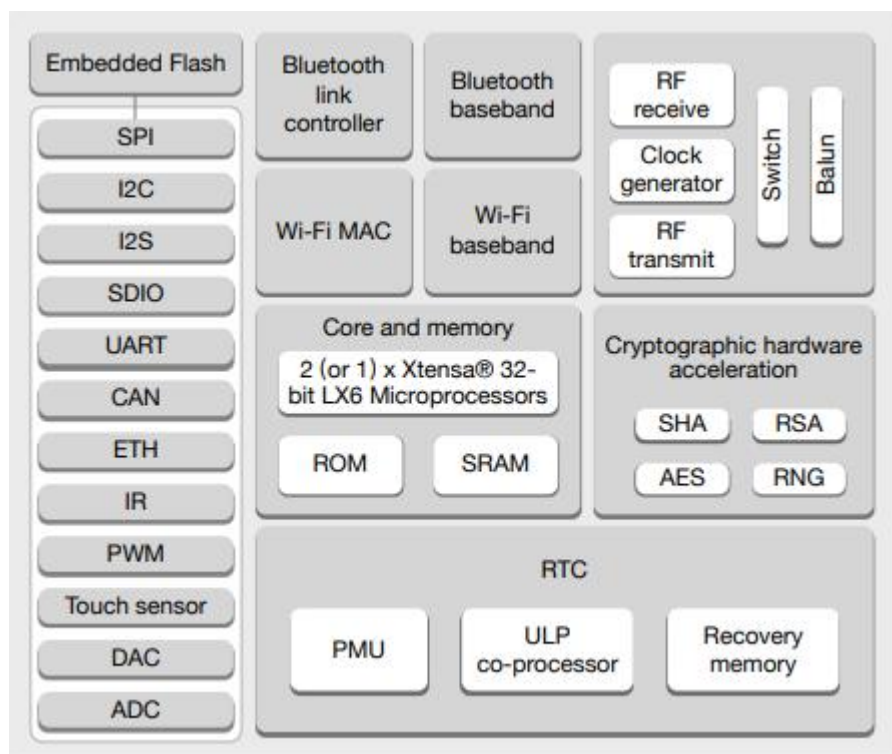 Embedded Flash
SPI
I2C
I2S
SDIO
UART
CAN
ETH
IR
PWM
Touch sensor
DAC
ADC
Bluetooth
link
controller
Bluetooth
baseband
Wi-Fi MAC
Wi-Fi
baseband
RF
receive
Clock
generator
RF
transmit
Switch
Balun
Core and memory
2 (or 1) x Xtensa® 32-
bit LX6 Microprocessors
ROM
SRAM
Cryptographic hardware
acceleration
SHA
RSA
AES
RNG
RTC
PMU
ULP
co-processor
Recovery
memory